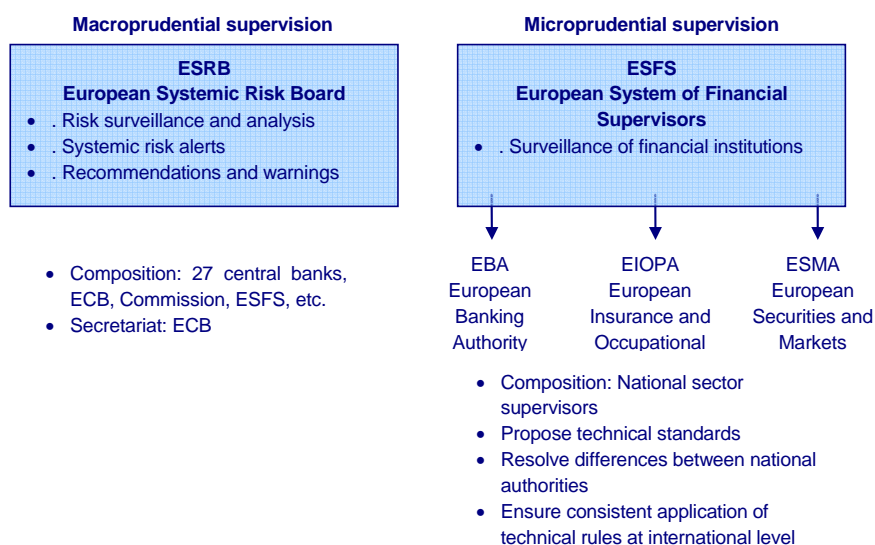 Macroprudential supervision
ESRB
European Systemic Risk Board
• . Risk surveillance and analysis
• . Systemic risk alerts
• . Recommendations and warnings
• Composition: 27 central banks,
ECB, Commission, ESFS, etc.
• Secretariat: ECB
Microprudential supervision
ESFS
European System of Financial
Supervisors
• . Surveillance of financial institutions
EBA
European
Banking
Authority
EIOPA
European
Insurance and
Occupational
ESMA
European
Securities and
Markets
• Composition: National sector
supervisors
• Propose technical standards
• Resolve differences between national
authorities
• Ensure consistent application of
technical rules at international level